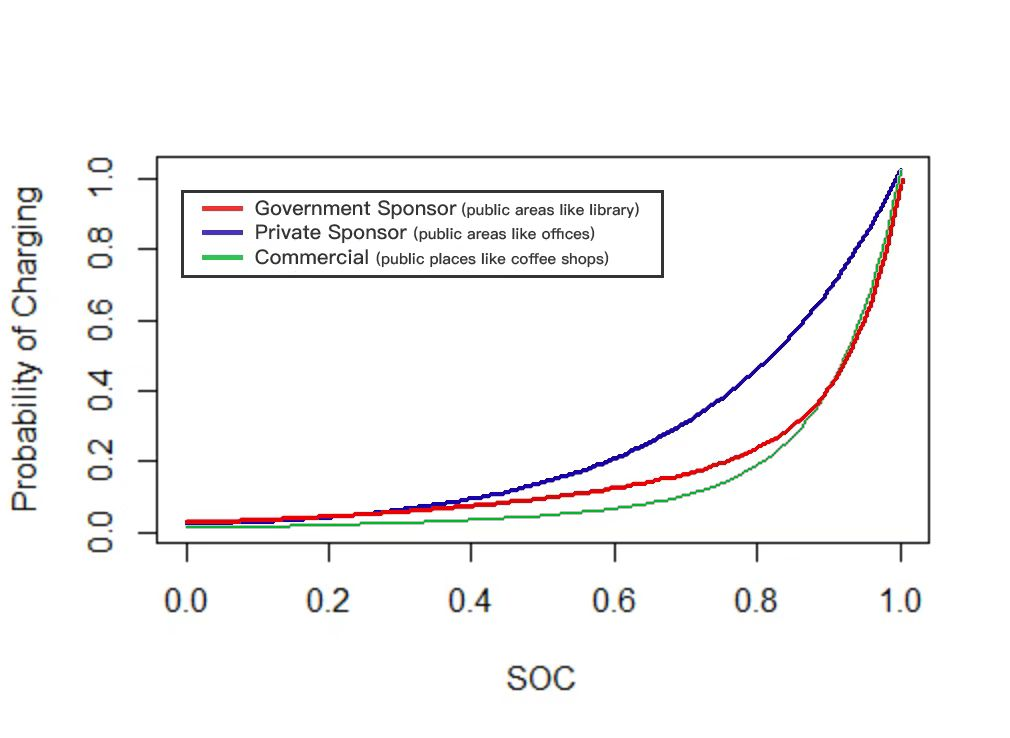 Probability of Charging
1.0
0.8
0.6
0.4
0.2
0.0
Government Sponsor (public areas like library)
Private Sponsor (public areas like offices)
Commercial (public places like coffee shops)
0.0 0.2 0.4 0.6 0.8 1.0
SOC